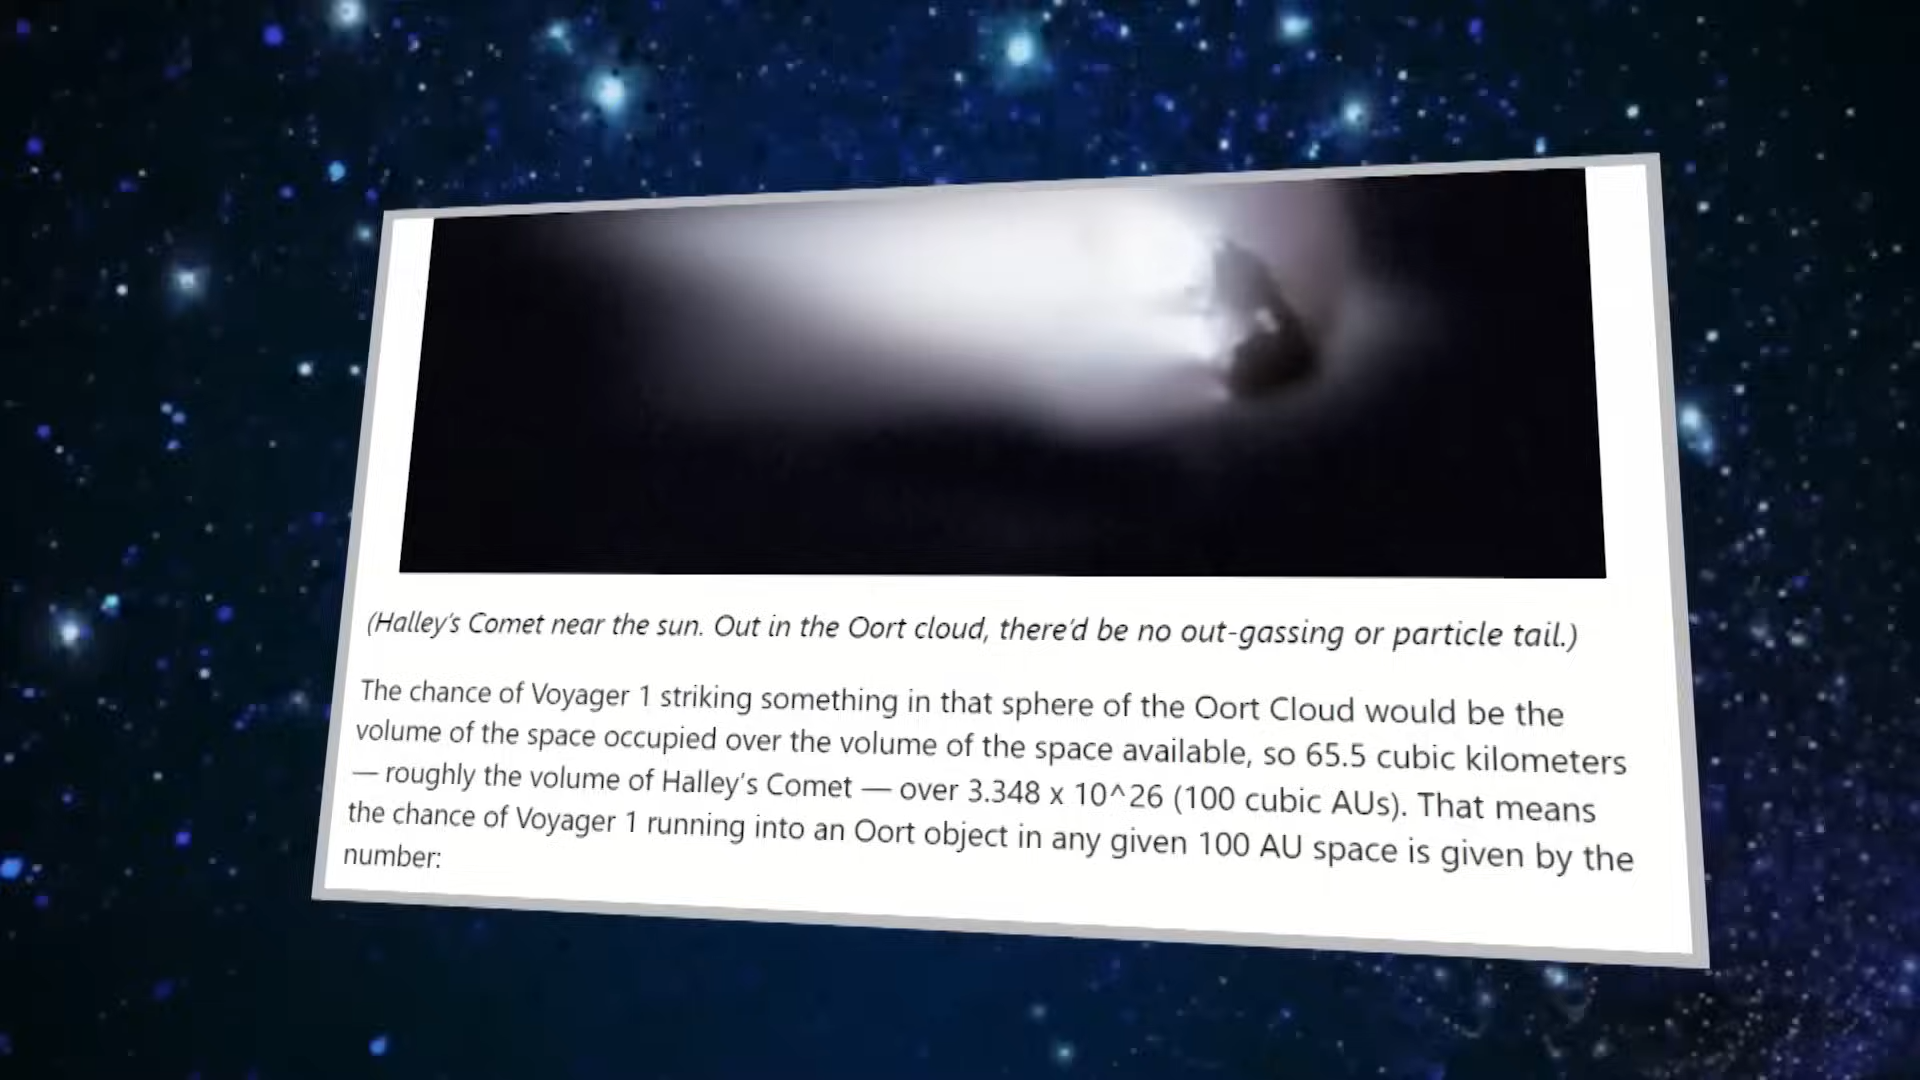 (Halley's Comet near the sun. Out in the Oort cloud, there'd be no out-gassing or particle tail.)
The chance of Voyager 1 striking something in that sphere of the Oort Cloud would be the
volume of the space occupied over the volume of the space available, so 65.5 cubic kilometers
— roughly the volume of Halley's Comet — over 3.348 x 10^26 (100 cubic AUs). That means
the chance of Voyager 1 running into an Oort object in any given 100 AU space is given by the
number: